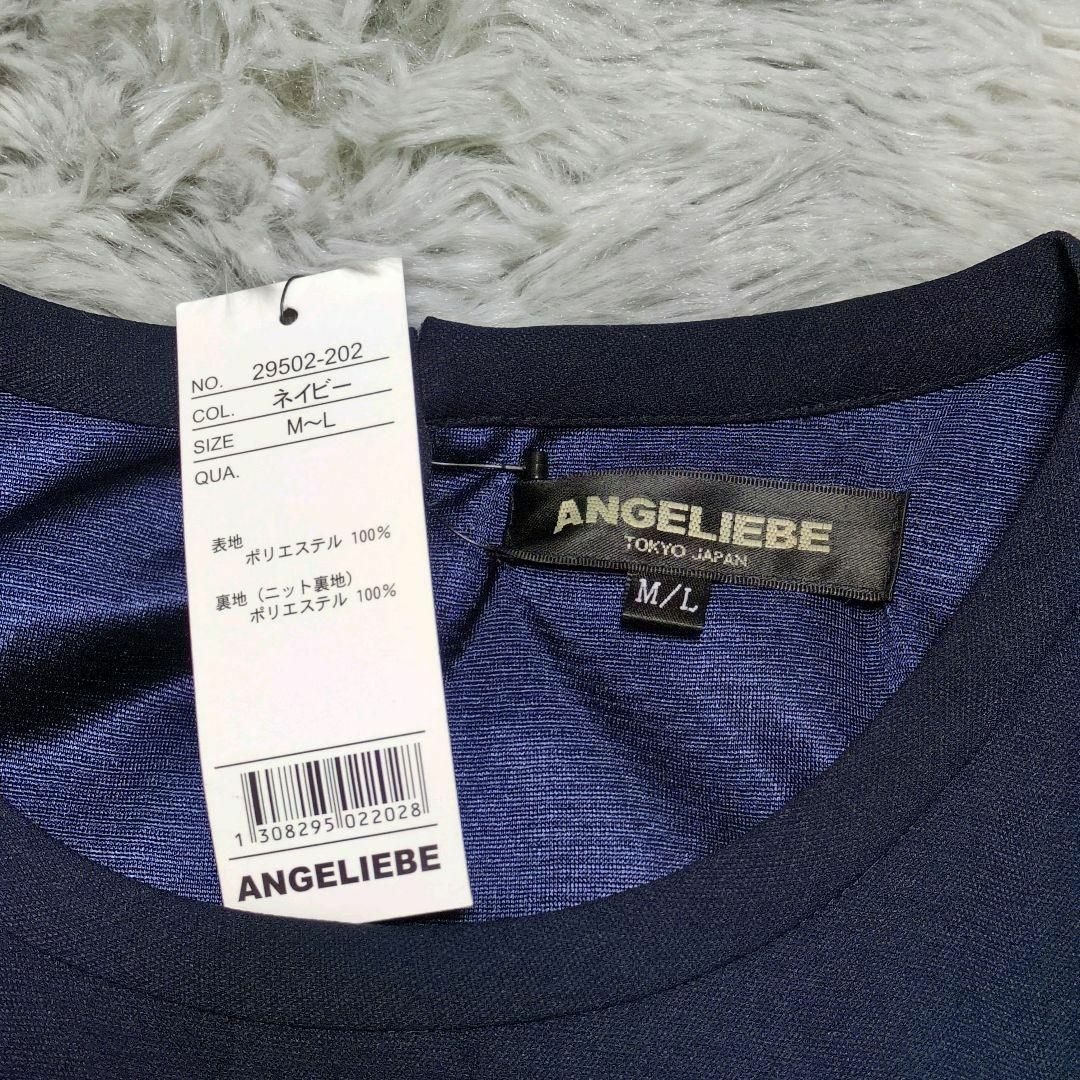 NO. 29502-202
COL. ネイビー
SIZE M～L
QUA.
表地
ポリエステル 100%
裏地（ニット裏地）
ポリエステル 100%
1 308295 022028
ANGELIEBE
ANGELIEBE
TOKYO JAPAN
M/L